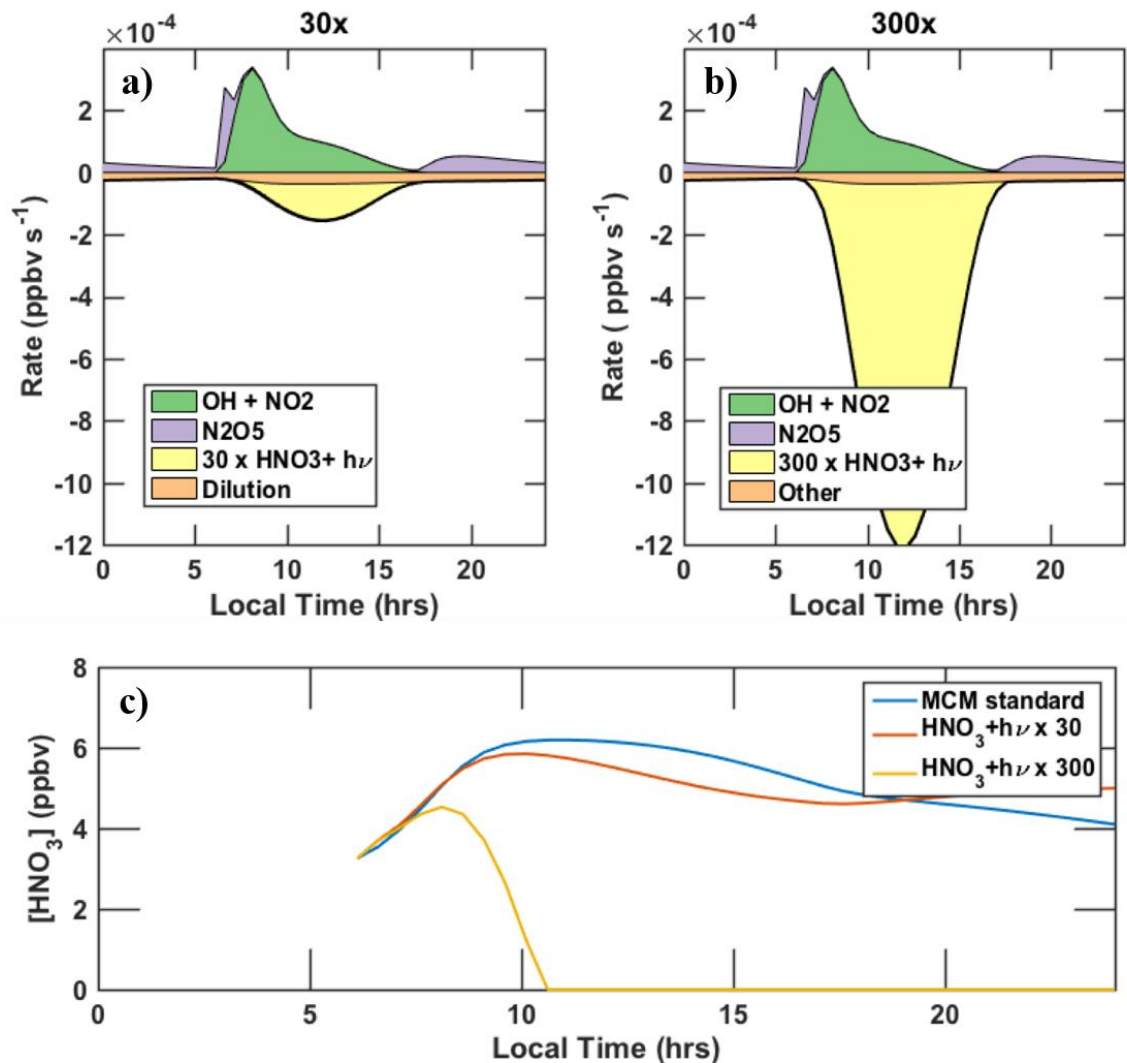 ×10⁻⁴
30x
a)
2
0
-2
-4
-6
-8
-10
-12
Rate (ppbv s⁻¹)
OH + NO2
N2O5
30 x HNO3+ hν
Dilution
0 5 10 15 20
Local Time (hrs)
×10⁻⁴
300x
b)
2
0
-2
-4
-6
-8
-10
-12
Rate ( ppbv s⁻¹)
OH + NO2
N2O5
300 x HNO3+ hν
Other
0 5 10 15 20
Local Time (hrs)
c)
8
6
4
2
0
[HNO₃] (ppbv)
MCM standard
HNO₃+hν x 30
HNO₃+hν x 300
0 5 10 15 20
Local Time (hrs)